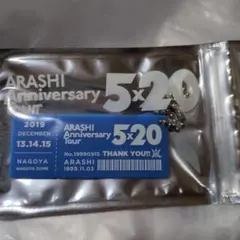 ARASHI
Anniversary 5×20
2019
DECEMBER
13.14.15
NAGOYA
NAGOYA DOME
ARASHI
Anniversary
Tour
5×20
THANK YOU!!
ARASHI
1999.11.03